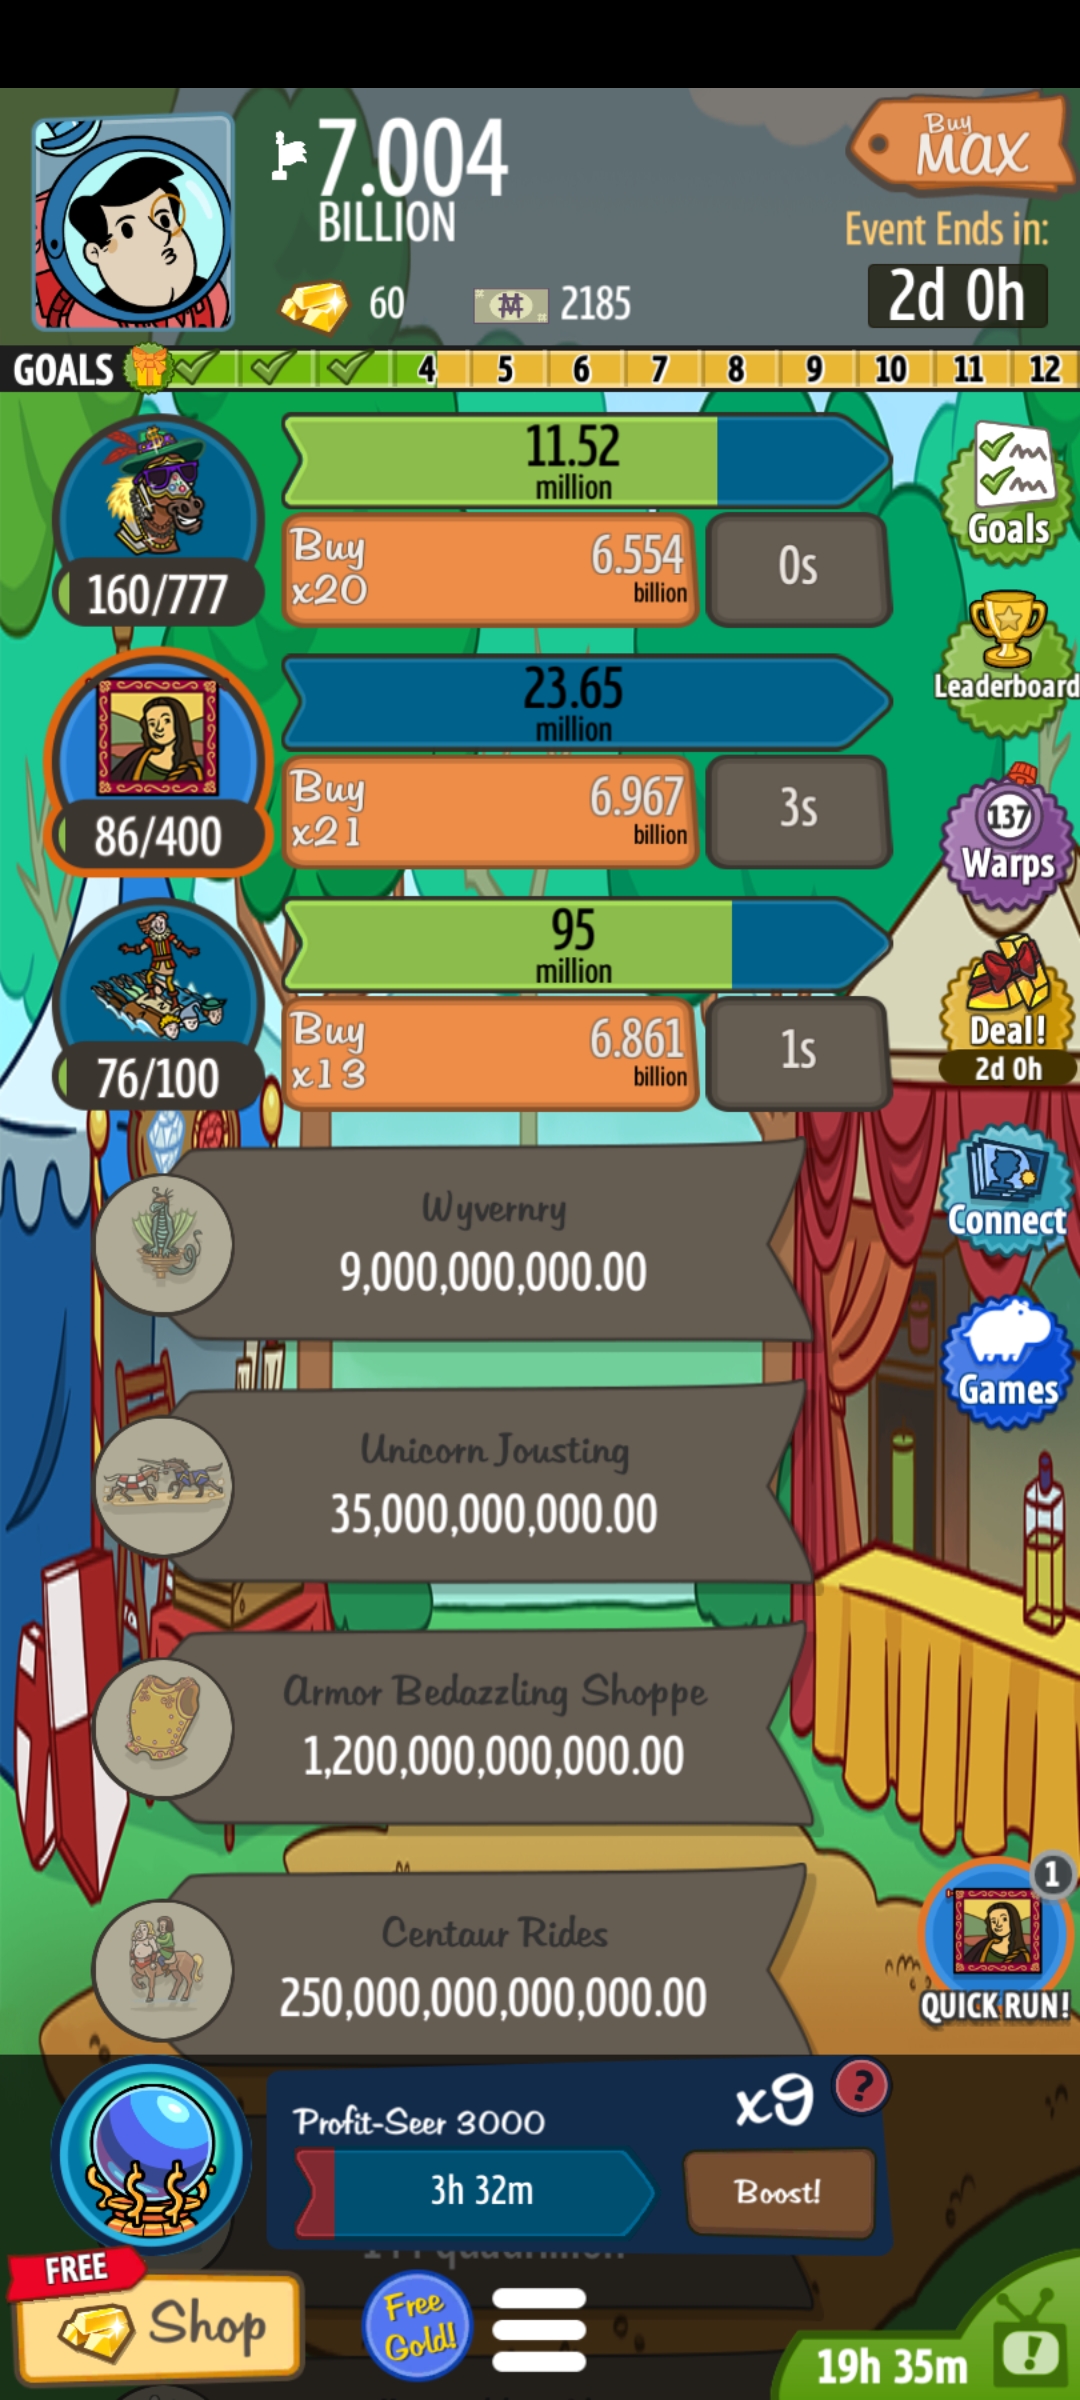 7.004
BILLION
Buy
MAX
Event Ends in:
2d 0h
60
2185
GOALS
4 5 6 7 8 9 10 11 12
11.52
million
Buy
x20
6.554
billion
0s
160/777
Goals
Leaderboard
23.65
million
Buy
x21
6.967
billion
3s
86/400
137
Warps
95
million
Buy
x13
6.861
billion
1s
76/100
Deal!
2d 0h
Wyvernry
9,000,000,000.00
Connect
Games
Unicorn Jousting
35,000,000,000.00
Armor Bedazzling Shoppe
1,200,000,000,000.00
Centaur Rides
250,000,000,000,000.00
1
QUICK RUN!
Profit-Seer 3000
x9
?
3h 32m
Boost!
FREE
Shop
Free
Gold!
19h 35m
!